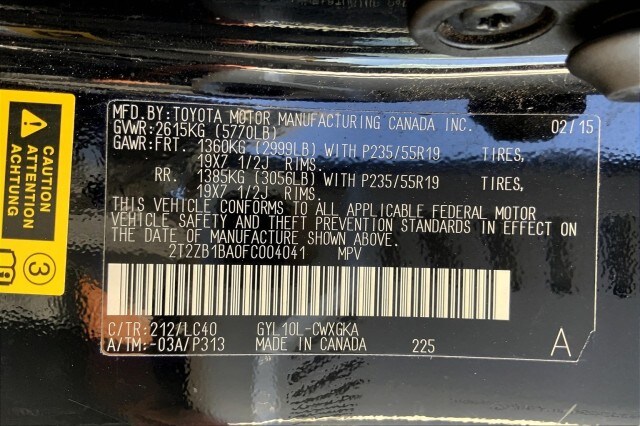 MFD.BY:TOYOTA MOTOR MANUFACTURING CANADA INC. 02/15
GVWR:2615KG (5770LB)
GAWR:FRT. 1360KG (2999LB) WITH P235/55R19 TIRES,
19X7 1/2J RIMS.
RR. 1385KG (3056LB) WITH P235/55R19 TIRES,
19X7 1/2J RIMS.
THIS VEHICLE CONFORMS TO ALL APPLICABLE FEDERAL MOTOR
VEHICLE SAFETY AND THEFT PREVENTION STANDARDS IN EFFECT ON
THE DATE OF MANUFACTURE SHOWN ABOVE.
2T2ZB1BA0FC004041 MPV
C/TR:212/LC40 GYL10L-CWXGKA
A/TM:-03A/P313 MADE IN CANADA 225 A
CAUTION
ATTENTION
ACHTUNG
3